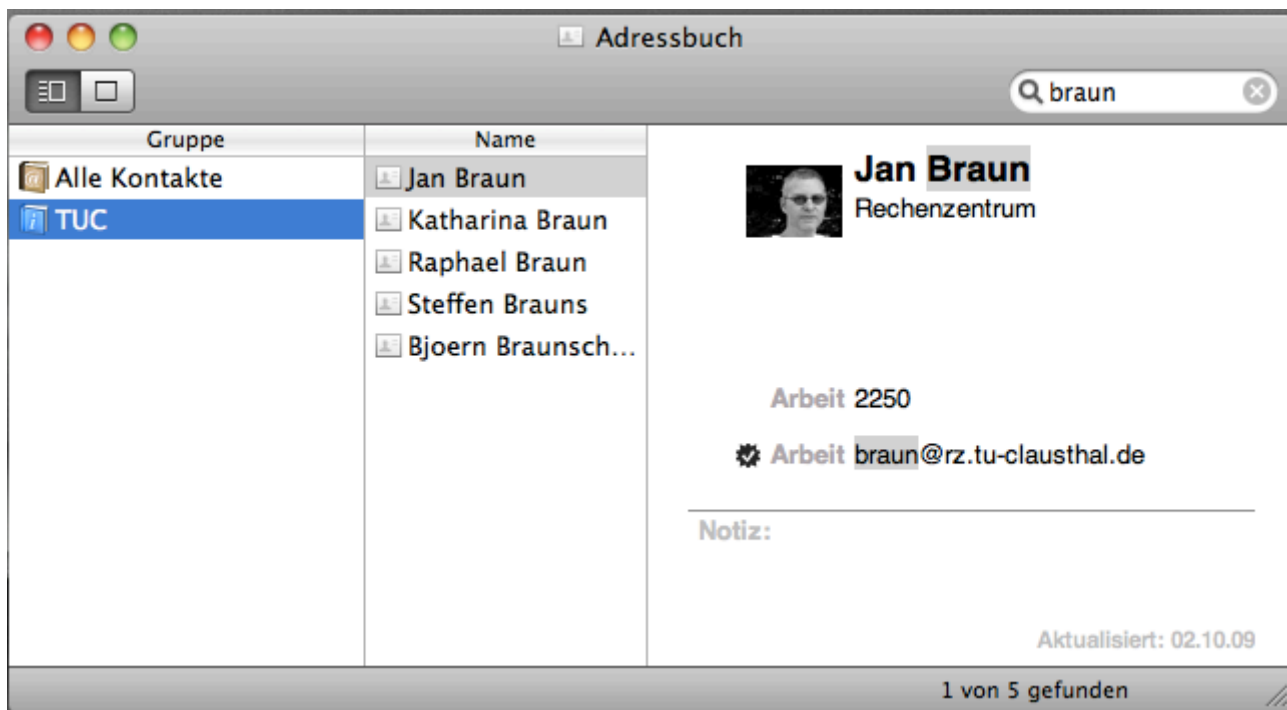 Adressbuch
braun
Gruppe
Alle Kontakte
TUC
Name
Jan Braun
Katharina Braun
Raphael Braun
Steffen Brauns
Bjoern Braunsch...
Jan Braun
Rechenzentrum
Arbeit 2250
Arbeit braun@rz.tu-clausthal.de
Notiz:
Aktualisiert: 02.10.09
1 von 5 gefunden